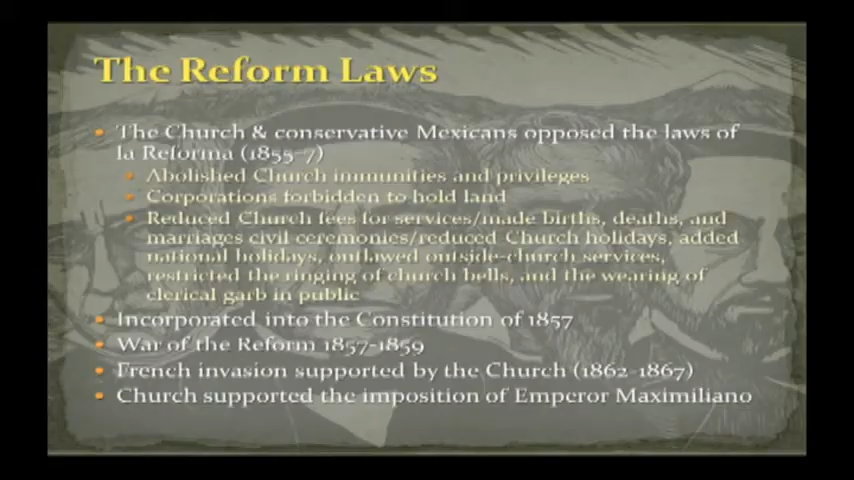 The Reform Laws
• The Church & conservative Mexicans opposed the laws of
la Reforma (1855-7)
• Abolished Church immunities and privileges
• Corporations forbidden to hold land
• Reduced Church fees for services/made births, deaths, and
marriages civil ceremonies/reduced Church holidays, added
national holidays, outlawed outside-church services,
restricted the ringing of church bells, and the wearing of
clerical garb in public
• Incorporated into the Constitution of 1857
• War of the Reform 1857-1859
• French invasion supported by the Church (1862-1867)
• Church supported the imposition of Emperor Maximiliano